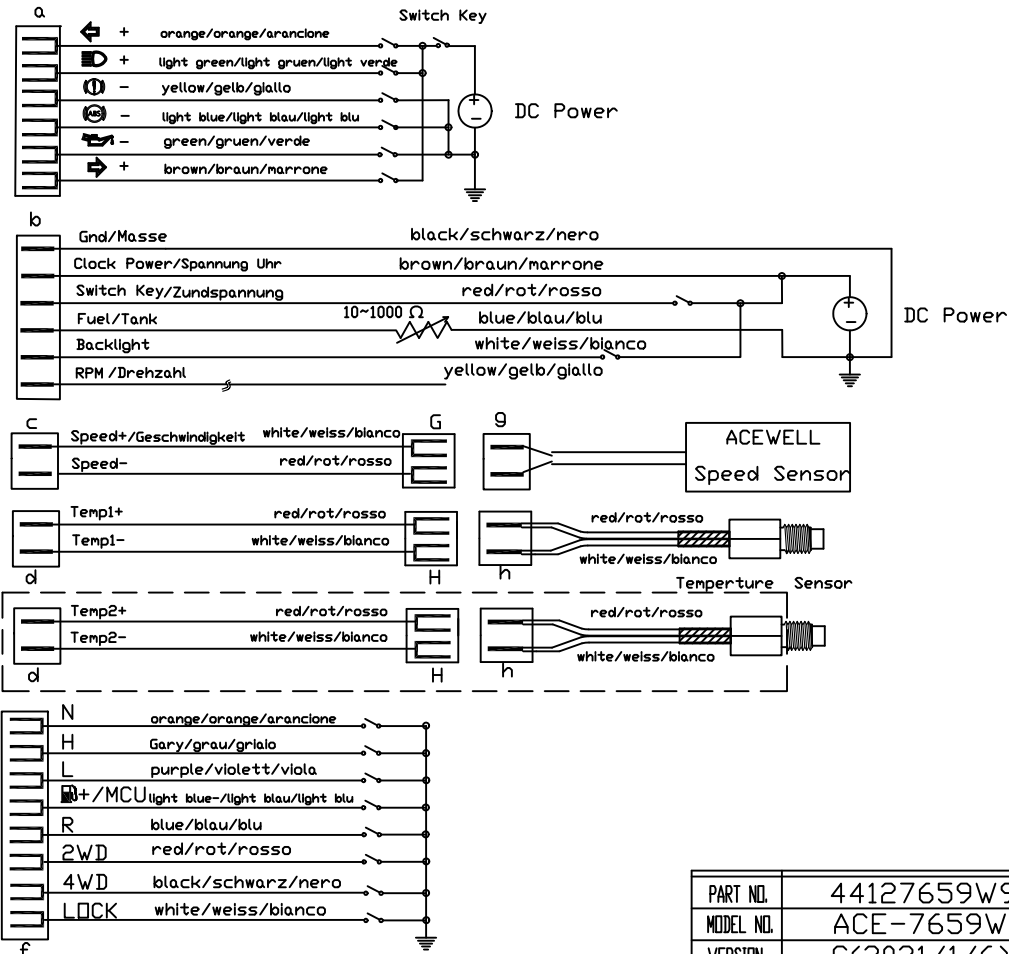 a
Switch Key
+ orange/orange/arancione
+ light green/light gruen/light verde
- yellow/gelb/giallo
ABS - light blue/light blau/light blu
- green/gruen/verde
+ brown/braun/marrone
+
-
DC Power
b
Gnd/Masse black/schwarz/nero
Clock Power/Spannung Uhr brown/braun/marrone
Switch Key/Zundspannung red/rot/rosso
Fuel/Tank 10~1000 Ω blue/blau/blu
Backlight white/weiss/bianco
RPM /Drehzahl yellow/gelb/giallo
+
-
DC Power
c
Speed+/Geschwindigkeit white/weiss/bianco
Speed- red/rot/rosso
G
g
ACEWELL
Speed Sensor
Temp1+ red/rot/rosso
Temp1- white/weiss/bianco
d
H
h
red/rot/rosso
white/weiss/bianco
Temperture Sensor
Temp2+ red/rot/rosso
Temp2- white/weiss/bianco
d
H
h
red/rot/rosso
white/weiss/bianco
N orange/orange/arancione
H Gary/grau/griaio
L purple/violett/viola
+/MCU light blue-/light blau/light blu
R blue/blau/blu
2WD red/rot/rosso
4WD black/schwarz/nero
LOCK white/weiss/bianco
f
PART NO. 44127659W9
MODEL NO. ACE-7659W
VERSION